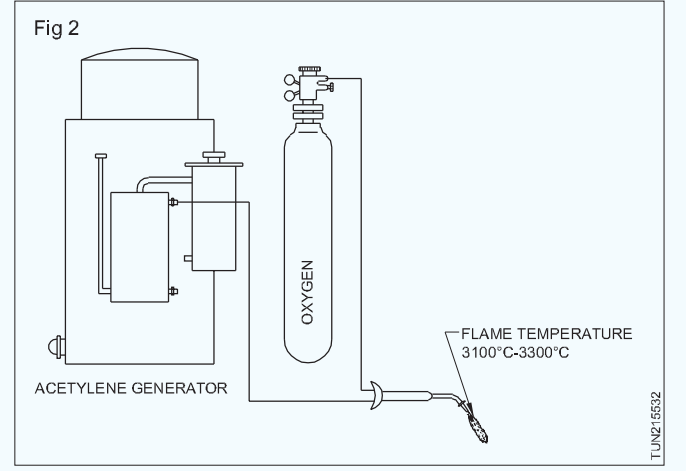 Fig 2
OXYGEN
FLAME TEMPERATURE
3100°C-3300°C
ACETYLENE GENERATOR
TUN215532